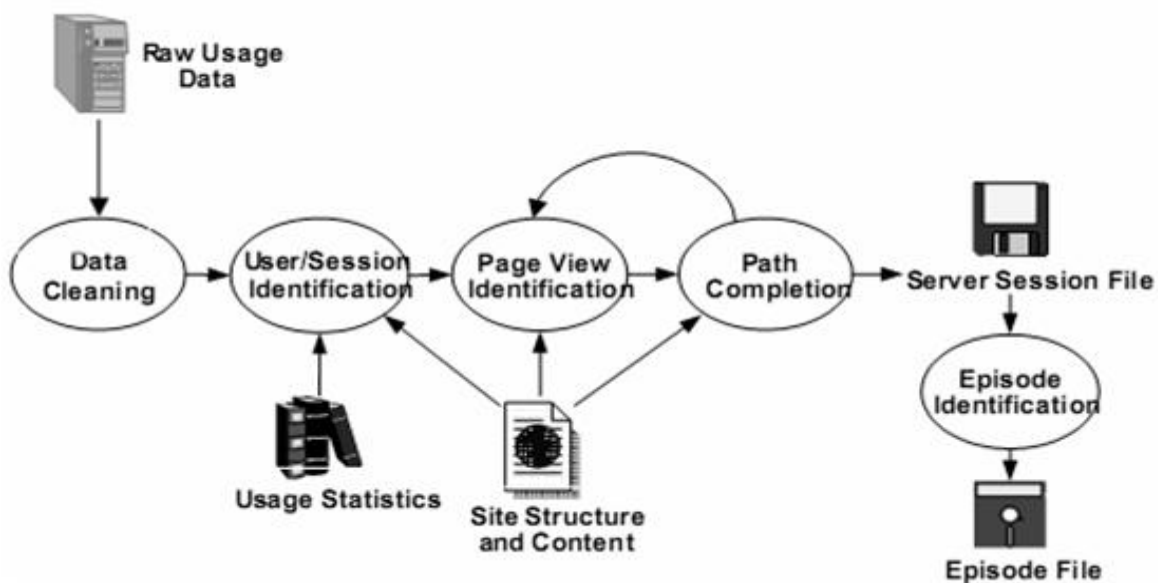 Raw Usage
Data
Data
Cleaning
User/Session
Identification
Page View
Identification
Path
Completion
Server Session File
Episode
Identification
Usage Statistics
Site Structure
and Content
Episode File